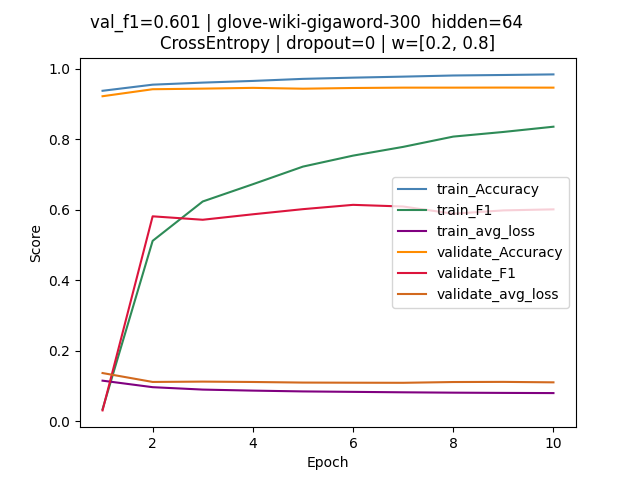 val_f1=0.601 | glove-wiki-gigaword-300  hidden=64
CrossEntropy | dropout=0 | w=[0.2, 0.8]
1.0
0.8
0.6
0.4
0.2
0.0
Score
train_Accuracy
train_F1
train_avg_loss
validate_Accuracy
validate_F1
validate_avg_loss
2 4 6 8 10
Epoch